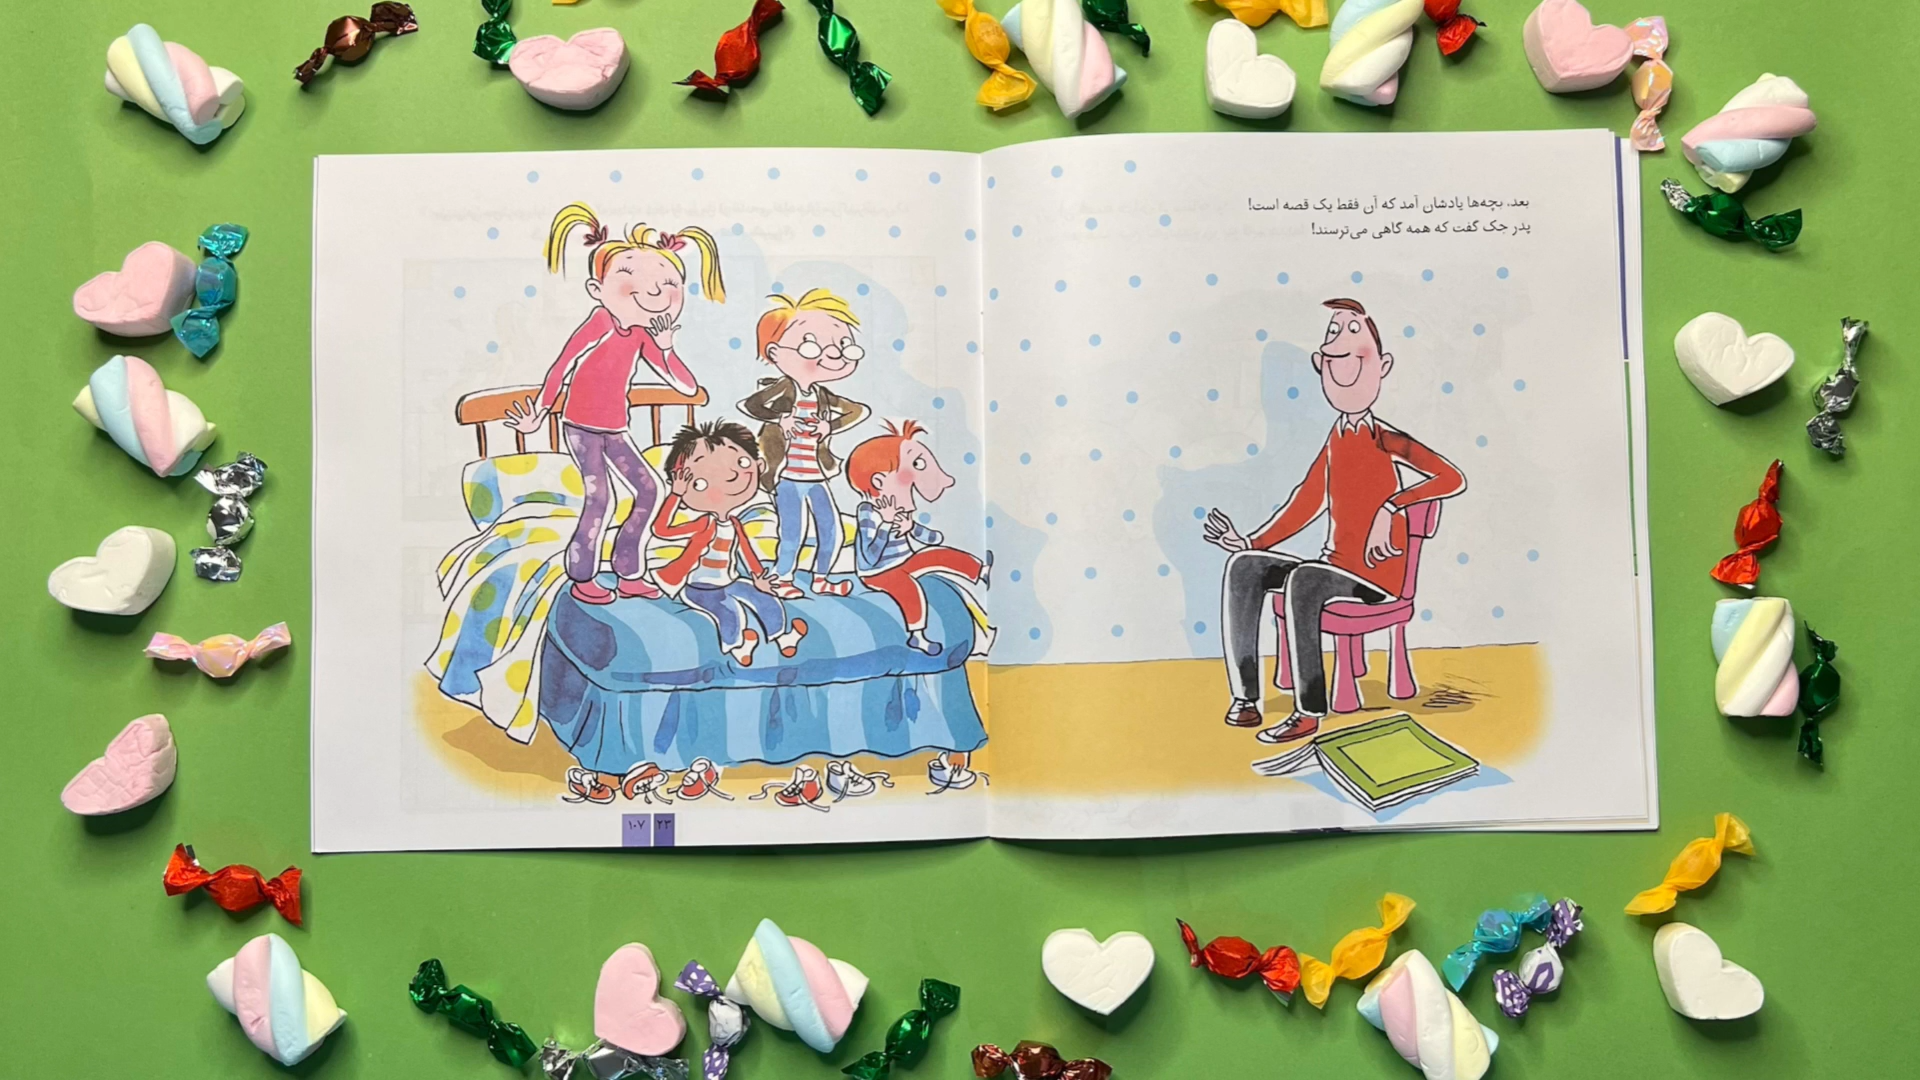 بعد، بچه‌ها یادشان آمد که آن فقط یک قصه است!
پدر جک گفت که همه گاهی می‌ترسند!
۱۰۷ ۲۳